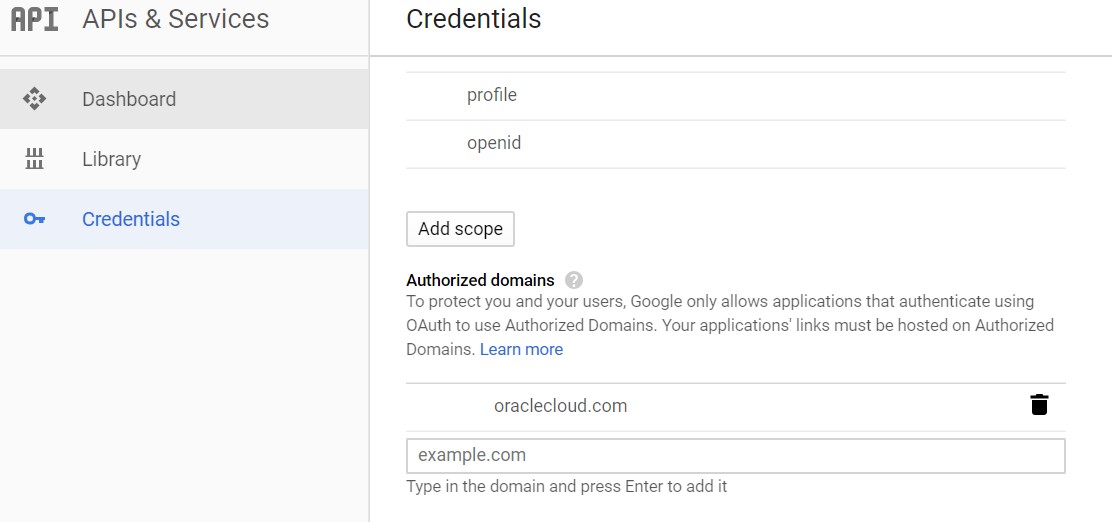 API APIs & Services
Credentials
Dashboard
Library
Credentials
profile
openid
Add scope
Authorized domains ?
To protect you and your users, Google only allows applications that authenticate using
OAuth to use Authorized Domains. Your applications' links must be hosted on Authorized
Domains. Learn more
oraclecloud.com
example.com
Type in the domain and press Enter to add it